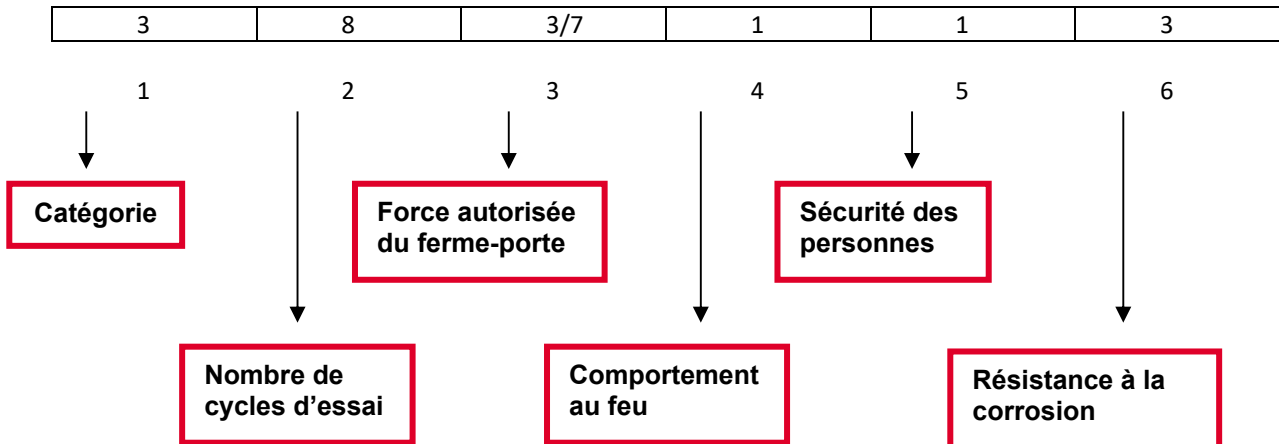 3 8 3/7 1 1 3
1 2 3 4 5 6
Catégorie
Force autorisée
du ferme-porte
Sécurité des
personnes
Nombre de
cycles d’essai
Comportement
au feu
Résistance à la
corrosion